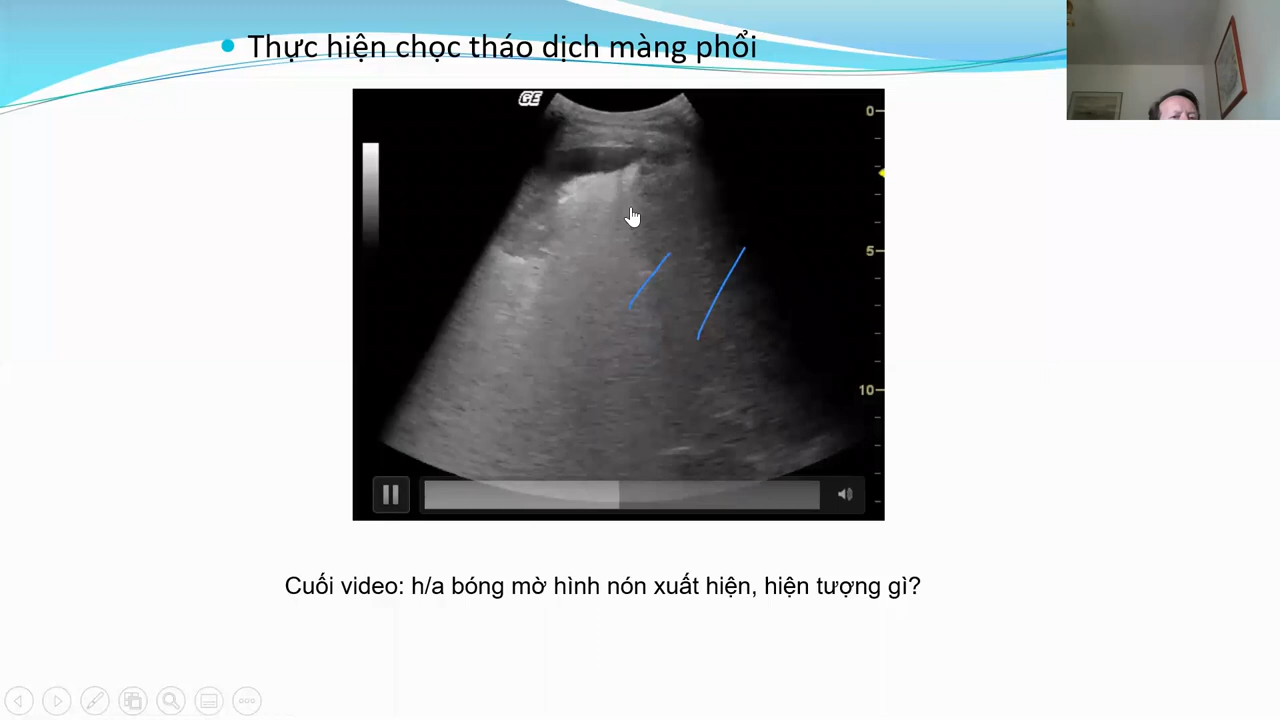 Thực hiện chọc tháo dịch màng phổi
GE
0
5
10
Cuối video: h/a bóng mờ hình nón xuất hiện, hiện tượng gì?